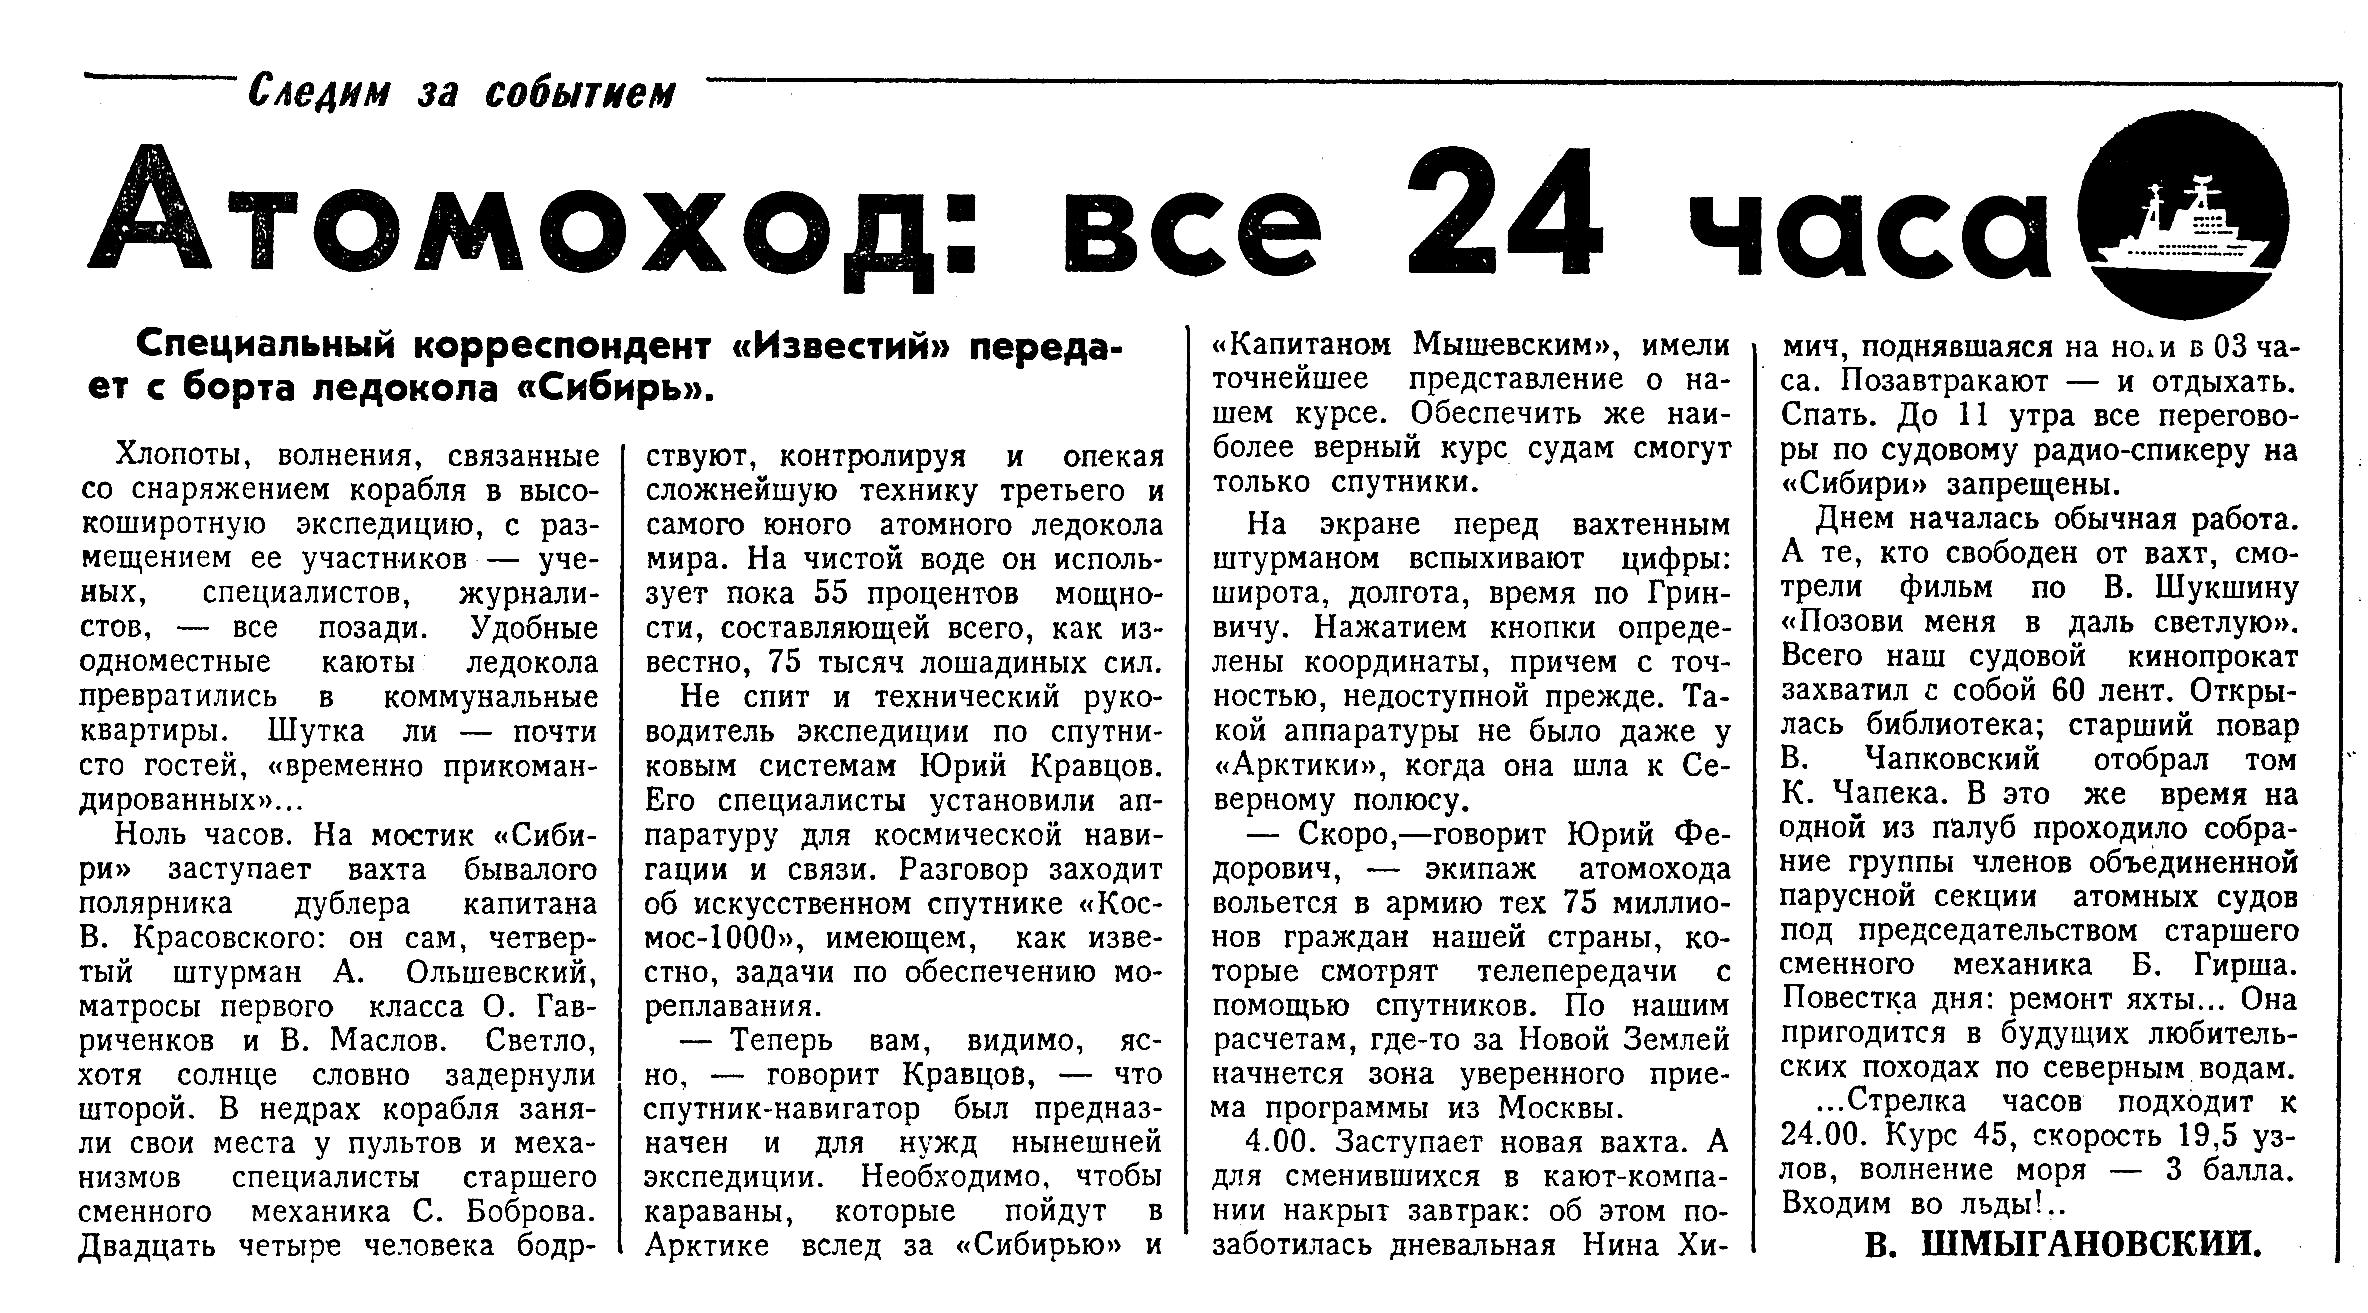 Следим за событием
Атомоход: все 24 часа
Специальный корреспондент «Известий» переда-
ет с борта ледокола «Сибирь».
Хлопоты, волнения, связанные
со снаряжением корабля в высо-
коширотную экспедицию, с раз-
мещением ее участников — уче-
ных, специалистов, журнали-
стов, — все позади. Удобные
одноместные каюты ледокола
превратились в коммунальные
квартиры. Шутка ли — почти
сто гостей, «временно прикоман-
дированных»...
Ноль часов. На мостик «Сиби-
ри» заступает вахта бывалого
полярника дублера капитана
В. Красовского: он сам, четвер-
тый штурман А. Ольшевский,
матросы первого класса О. Гав-
риченков и В. Маслов. Светло,
хотя солнце словно задернули
шторой. В недрах корабля заня-
ли свои места у пультов и меха-
низмов специалисты старшего
сменного механика С. Боброва.
Двадцать четыре человека бодр-
ствуют, контролируя и опекая
сложнейшую технику третьего и
самого юного атомного ледокола
мира. На чистой воде он исполь-
зует пока 55 процентов мощно-
сти, составляющей всего, как из-
вестно, 75 тысяч лошадиных сил.
Не спит и технический руко-
водитель экспедиции по спутни-
ковым системам Юрий Кравцов.
Его специалисты установили ап-
паратуру для космической нави-
гации и связи. Разговор заходит
об искусственном спутнике «Кос-
мос-1000», имеющем, как изве-
стно, задачи по обеспечению мо-
реплавания.
— Теперь вам, видимо, яс-
но, — говорит Кравцов, — что
спутник-навигатор был предназ-
начен и для нужд нынешней
экспедиции. Необходимо, чтобы
караваны, которые пойдут в
Арктике вслед за «Сибирью» и
«Капитаном Мышевским», имели
точнейшее представление о на-
шем курсе. Обеспечить же наи-
более верный курс судам смогут
только спутники.
На экране перед вахтенным
штурманом вспыхивают цифры:
широта, долгота, время по Грин-
вичу. Нажатием кнопки опреде-
лены координаты, причем с точ-
ностью, недоступной прежде. Та-
кой аппаратуры не было даже у
«Арктики», когда она шла к Се-
верному полюсу.
— Скоро,—говорит Юрий Фе-
дорович, — экипаж атомохода
вольется в армию тех 75 миллио-
нов граждан нашей страны, ко-
торые смотрят телепередачи с
помощью спутников. По нашим
расчетам, где-то за Новой Землей
начнется зона уверенного прие-
ма программы из Москвы.
4.00. Заступает новая вахта. А
для сменившихся в кают-компа-
нии накрыт завтрак: об этом по-
заботилась дневальная Нина Хи-
мич, поднявшаяся на ноги в 03 ча-
са. Позавтракают — и отдыхать.
Спать. До 11 утра все перегово-
ры по судовому радио-спикеру на
«Сибири» запрещены.
Днем началась обычная работа.
А те, кто свободен от вахт, смо-
трели фильм по В. Шукшину
«Позови меня в даль светлую».
Всего наш судовой кинопрокат
захватил с собой 60 лент. Откры-
лась библиотека; старший повар
В. Чапковский отобрал том
К. Чапека. В это же время на
одной из палуб проходило собра-
ние группы членов объединенной
парусной секции атомных судов
под председательством старшего
сменного механика Б. Гирша.
Повестка дня: ремонт яхты... Она
пригодится в будущих любитель-
ских походах по северным водам.
...Стрелка часов подходит к
24.00. Курс 45, скорость 19,5 уз-
лов, волнение моря — 3 балла.
Входим во льды!..
В. ШМЫГАНОВСКИЙ.